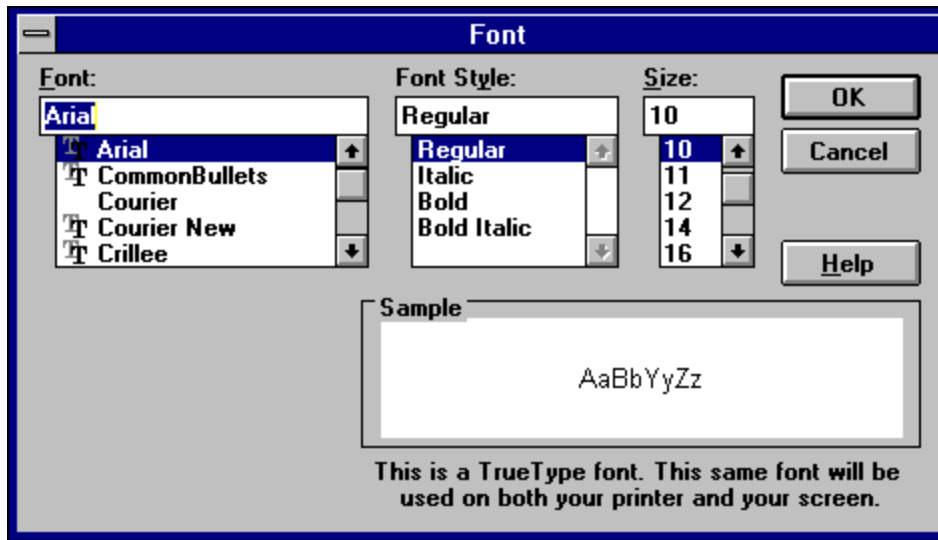 Font
Font:
Arial
Arial
CommonBullets
Courier
Courier New
Crillee
Font Style:
Regular
Regular
Italic
Bold
Bold Italic
Size:
10
10
11
12
14
16
OK
Cancel
Help
Sample
AaBbYyZz
This is a TrueType font. This same font will be
used on both your printer and your screen.